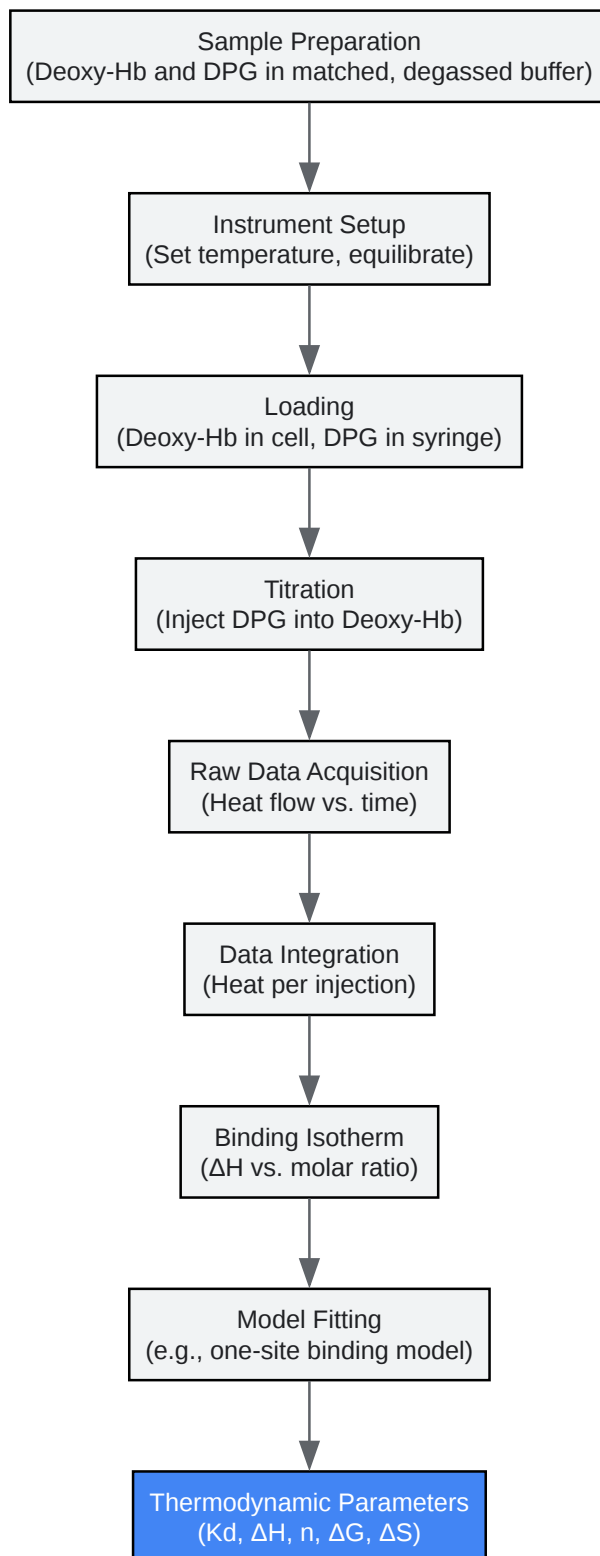 Sample Preparation
(Deoxy-Hb and DPG in matched, degassed buffer)
Instrument Setup
(Set temperature, equilibrate)
Loading
(Deoxy-Hb in cell, DPG in syringe)
Titration
(Inject DPG into Deoxy-Hb)
Raw Data Acquisition
(Heat flow vs. time)
Data Integration
(Heat per injection)
Binding Isotherm
(ΔH vs. molar ratio)
Model Fitting
(e.g., one-site binding model)
Thermodynamic Parameters
(Kd, ΔH, n, ΔG, ΔS)